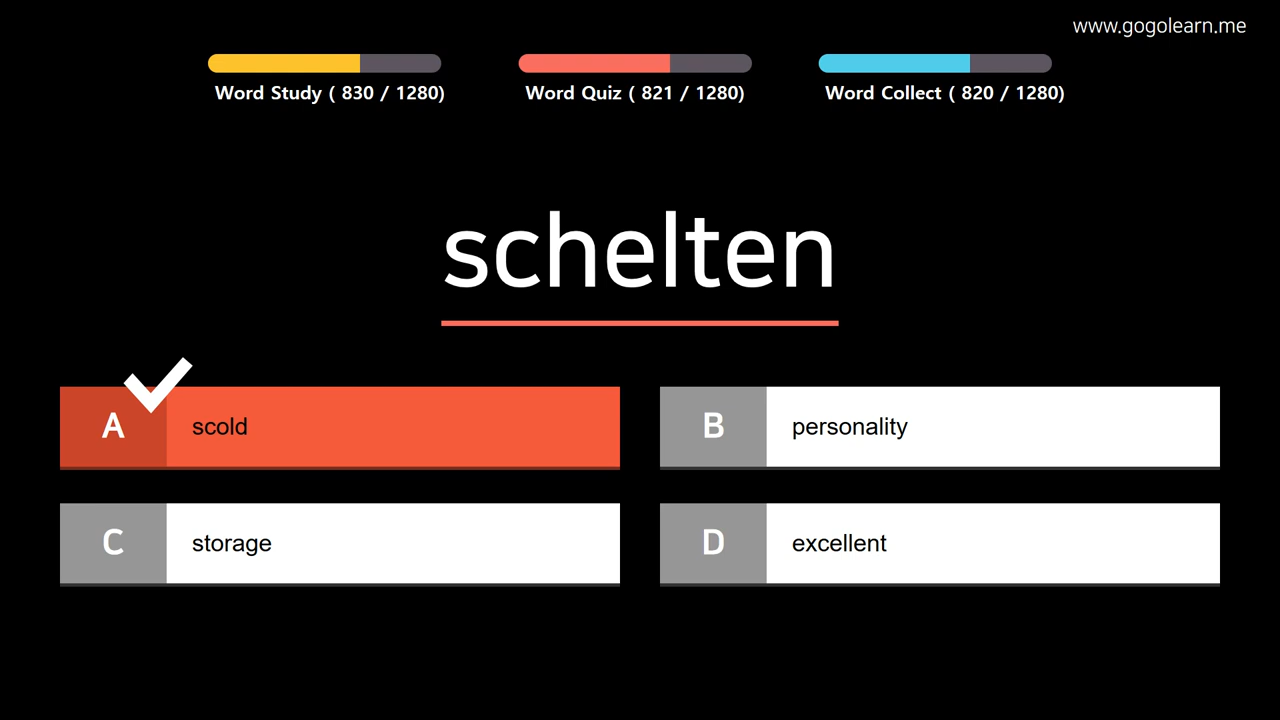 www.gogolearn.me
Word Study ( 830 / 1280)
Word Quiz ( 821 / 1280)
Word Collect ( 820 / 1280)
schelten
A scold
B personality
C storage
D excellent